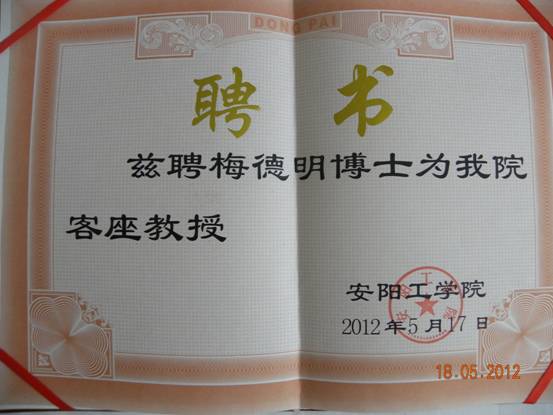 DONG PAI
聘 书
兹聘梅德明博士为我院
客座教授
安阳工学院
2012年5月17日
18.05.2012